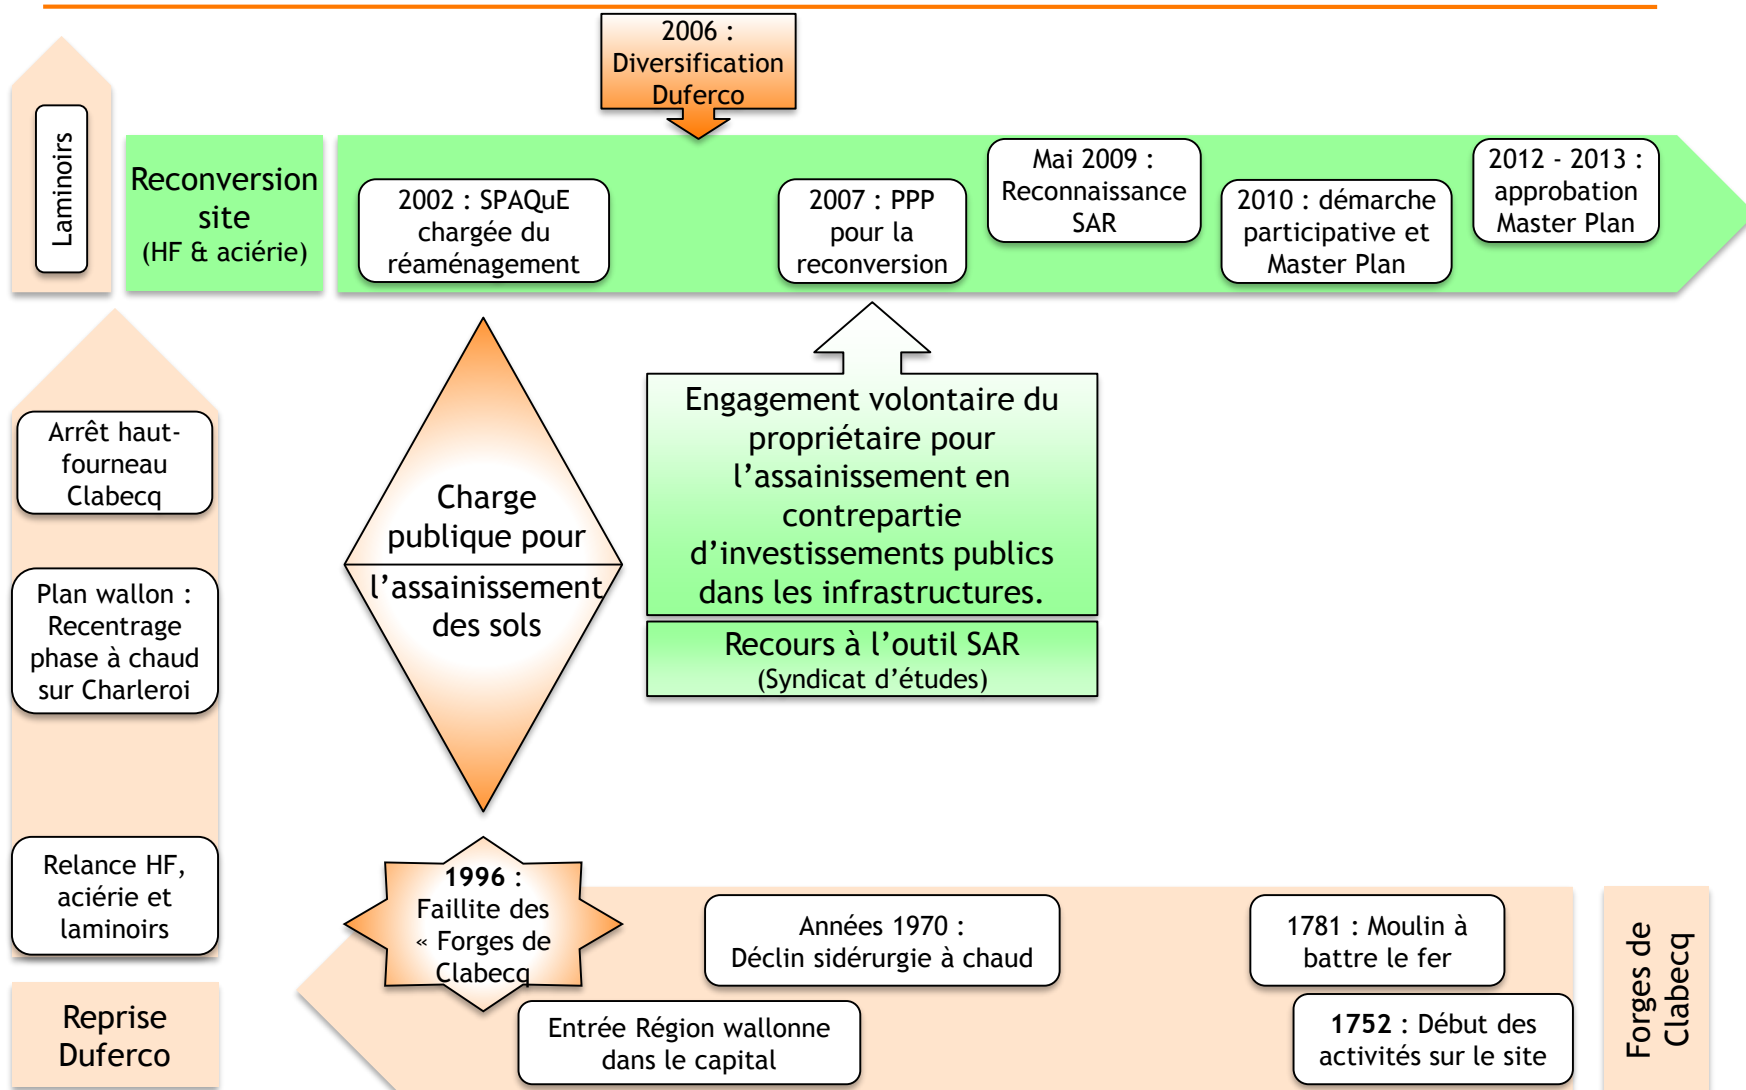 2006 :
Diversification
Duferco
Laminoirs
Reconversion
site
(HF & aciérie)
2002 : SPAQuE
chargée du
réaménagement
2007 : PPP
pour la
reconversion
Mai 2009 :
Reconnaissance
SAR
2010 : démarche
participative et
Master Plan
2012 - 2013 :
approbation
Master Plan
Arrêt haut-
fourneau
Clabecq
Plan wallon :
Recentrage
phase à chaud
sur Charleroi
Relance HF,
aciérie et
laminoirs
Reprise
Duferco
Charge
publique pour
l’assainissement
des sols
Engagement volontaire du
propriétaire pour
l’assainissement en
contrepartie
d’investissements publics
dans les infrastructures.
Recours à l’outil SAR
(Syndicat d’études)
1996 :
Faillite des
« Forges de
Clabecq
Années 1970 :
Déclin sidérurgie à chaud
Entrée Région wallonne
dans le capital
1781 : Moulin à
battre le fer
1752 : Début des
activités sur le site
Forges de
Clabecq